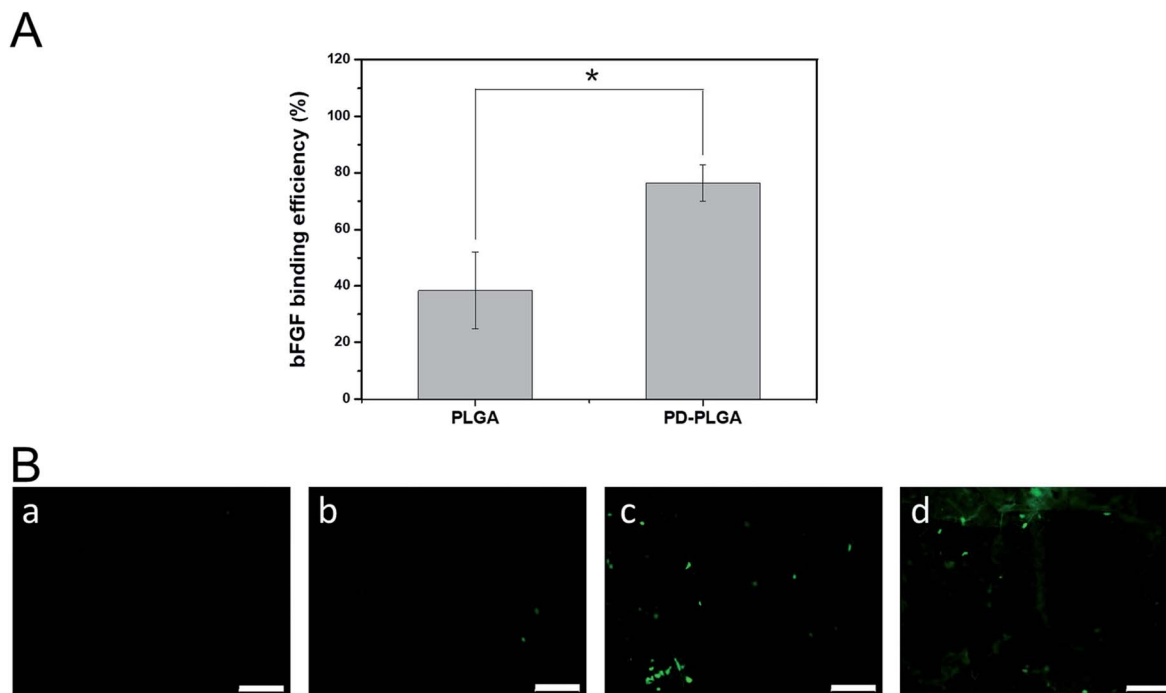 A
bFGF binding efficiency (%)
120
100
80
60
40
20
0
*
PLGA
PD-PLGA
B
a
b
c
d